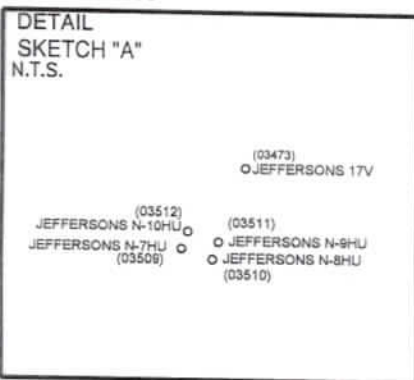 DETAIL
SKETCH "A"
N.T.S.
(03473)
JEFFERSONS 17V
(03512)
JEFFERSONS N-10HU
JEFFERSONS N-7HU
(03509)
(03511)
JEFFERSONS N-9HU
JEFFERSONS N-8HU
(03510)